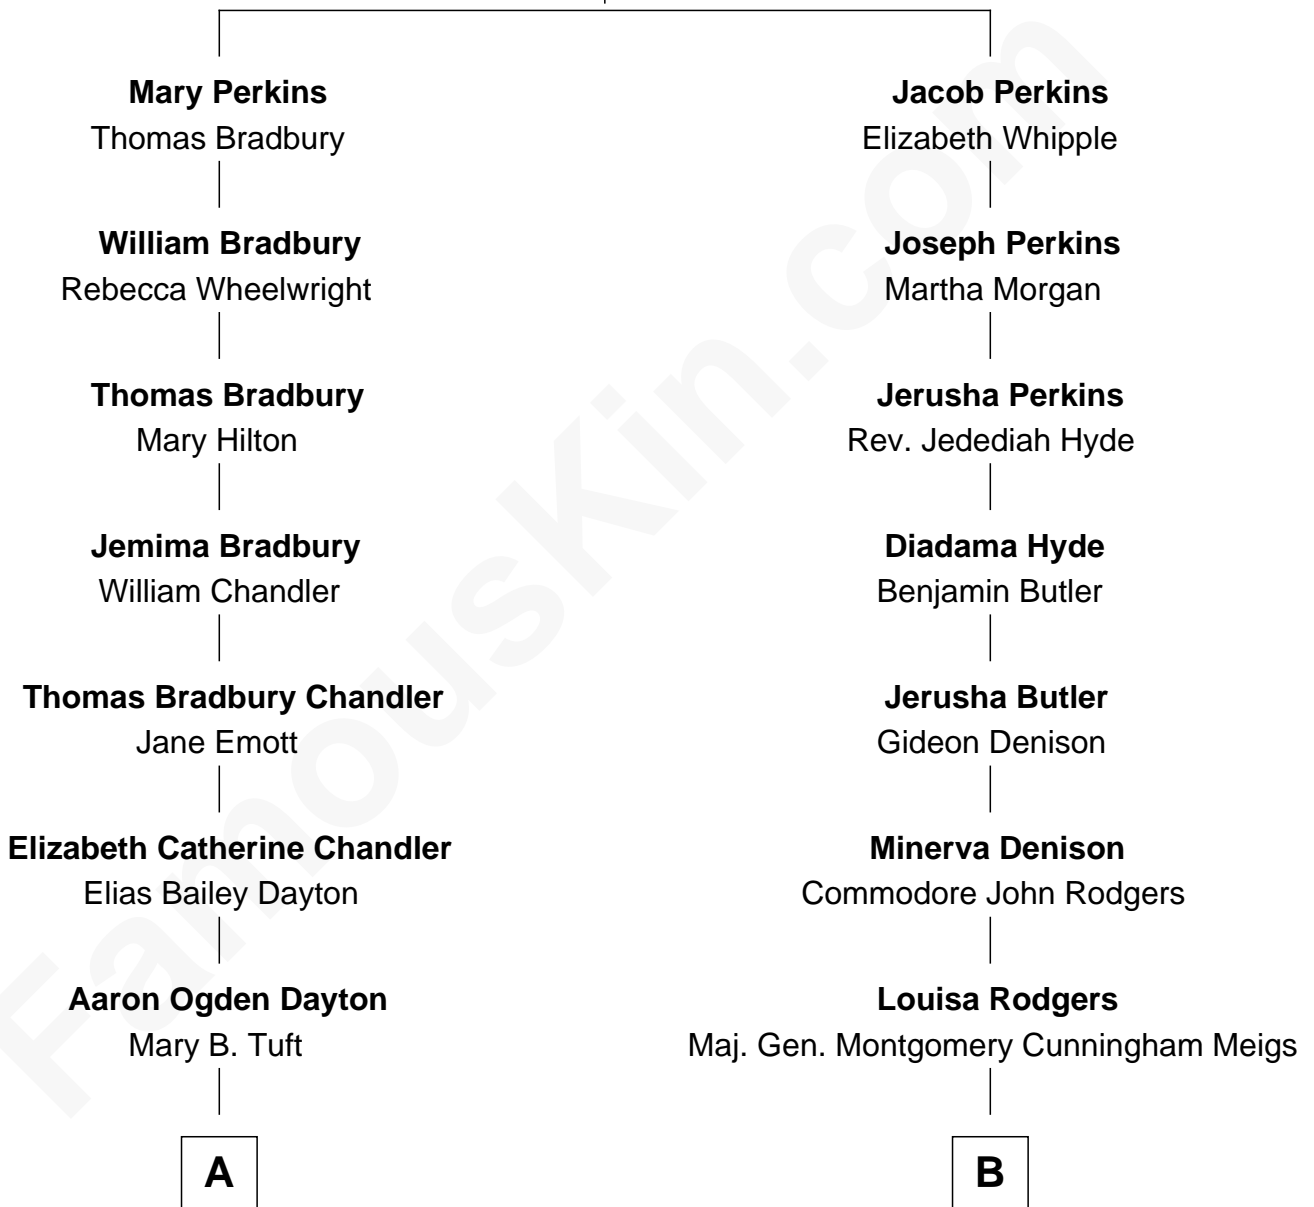 Mary Perkins
Thomas Bradbury
William Bradbury
Rebecca Wheelwright
Thomas Bradbury
Mary Hilton
Jemima Bradbury
William Chandler
Thomas Bradbury Chandler
Jane Emott
Elizabeth Catherine Chandler
Elias Bailey Dayton
Aaron Ogden Dayton
Mary B. Tuft
A
Jacob Perkins
Elizabeth Whipple
Joseph Perkins
Martha Morgan
Jerusha Perkins
Rev. Jedediah Hyde
Diadama Hyde
Benjamin Butler
Jerusha Butler
Gideon Denison
Minerva Denison
Commodore John Rodgers
Louisa Rodgers
Maj. Gen. Montgomery Cunningham Meigs
B
FamousKin.com